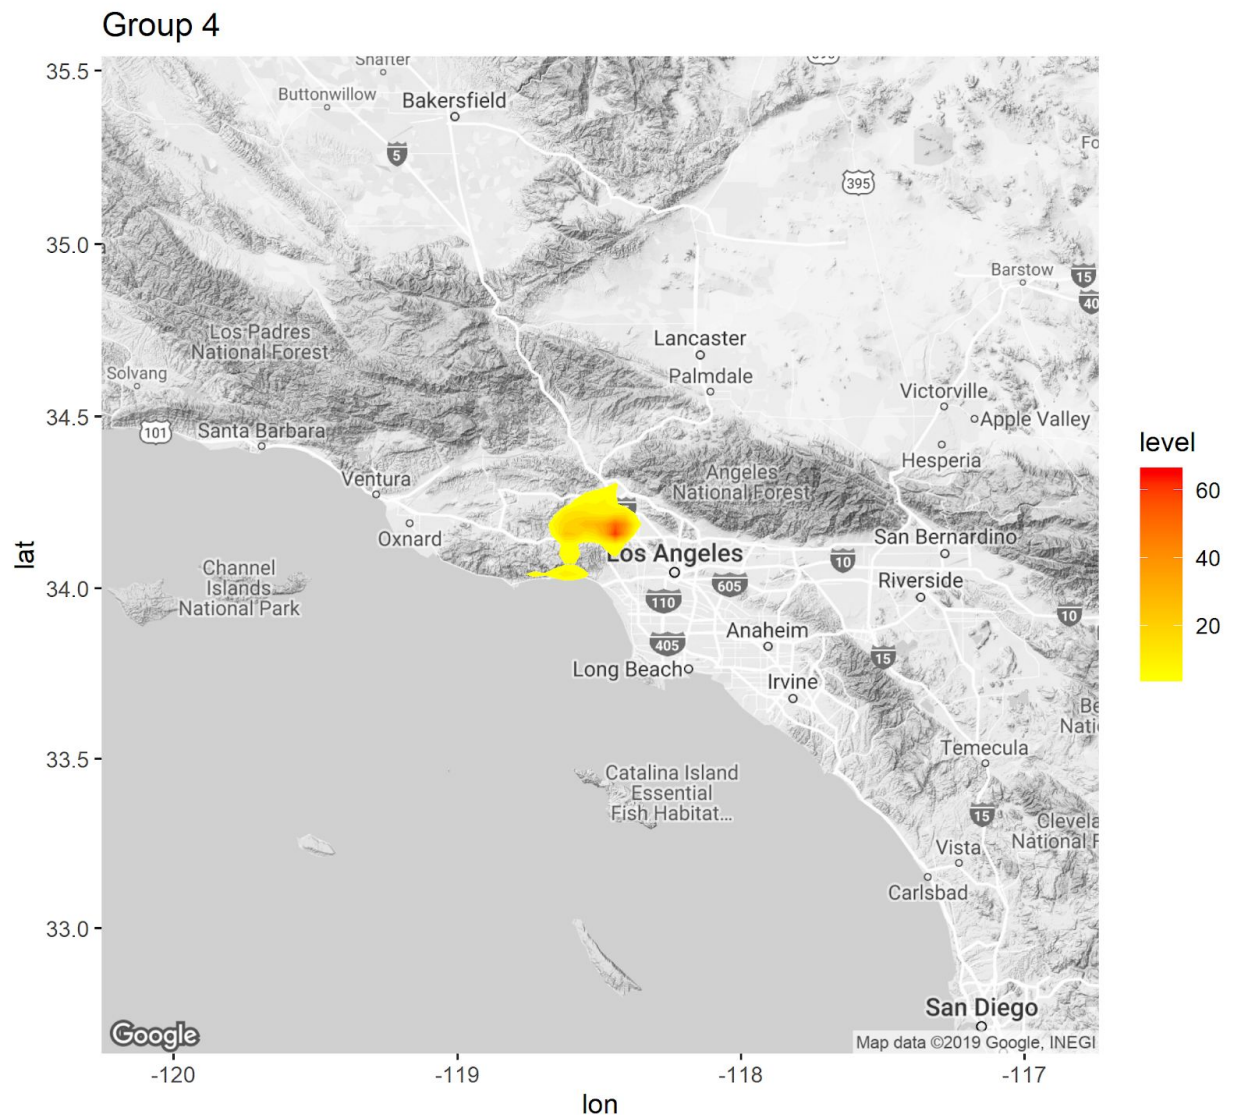 Group 4
35.5
35.0
34.5
34.0
33.5
33.0
lat
Shafter
Buttonwillow
Bakersfield
5
395
Barstow
15
40
Los Padres
National Forest
Solvang
Lancaster
Palmdale
Victorville
Apple Valley
Hesperia
101
Santa Barbara
Ventura
Oxnard
Angeles
National Forest
San Bernardino
Los Angeles
10
605
Riverside
10
110
Channel
Islands
National Park
Anaheim
405
15
Long Beach
Irvine
Temecula
Catalina Island
Essential
Fish Habitat...
15
Vista
National F
Carlsbad
San Diego
Google
Map data ©2019 Google, INEGI
-120
-119
-118
-117
lon
level
60
40
20